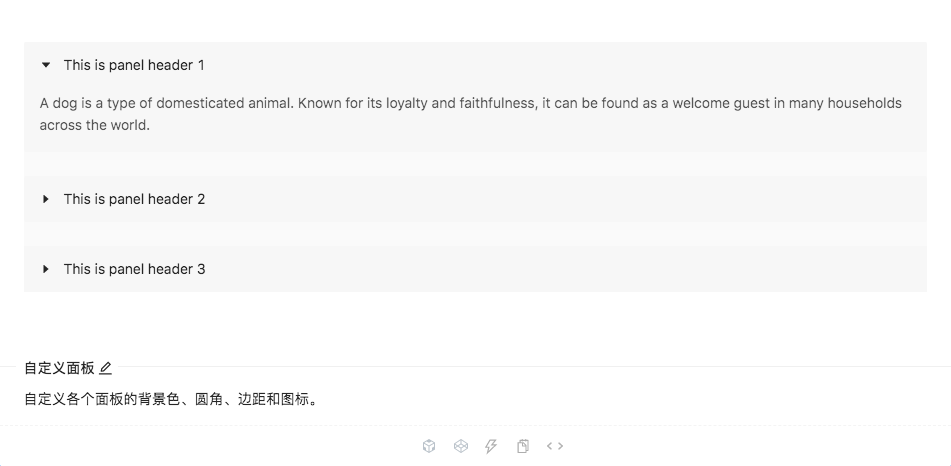 This is panel header 1
A dog is a type of domesticated animal. Known for its loyalty and faithfulness, it can be found as a welcome guest in many households
across the world.
This is panel header 2
This is panel header 3
自定义面板
自定义各个面板的背景色、圆角、边距和图标。